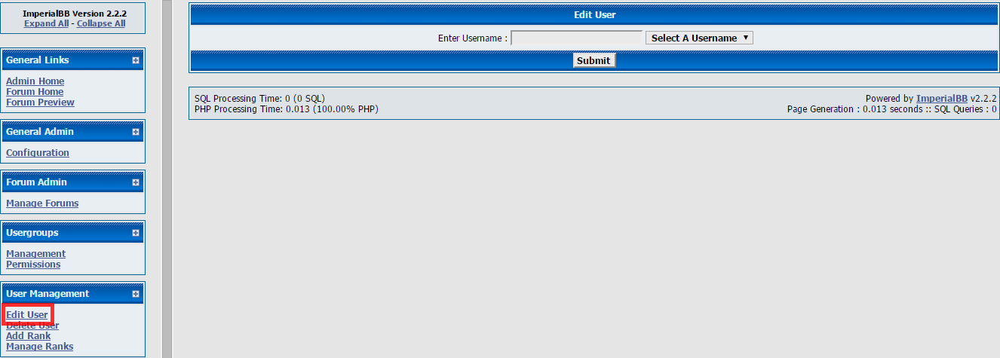 ImperialBB Version 2.2.2
Expand All - Collapse All
General Links
Admin Home
Forum Home
Forum Preview
General Admin
Configuration
Forum Admin
Manage Forums
Usergroups
Management
Permissions
User Management
Edit User
Delete User
Add Rank
Manage Ranks
Edit User
Enter Username : Select A Username
Submit
SQL Processing Time: 0 (0 SQL)
PHP Processing Time: 0.013 (100.00% PHP)
Powered by ImperialBB v2.2.2
Page Generation : 0.013 seconds :: SQL Queries : 0